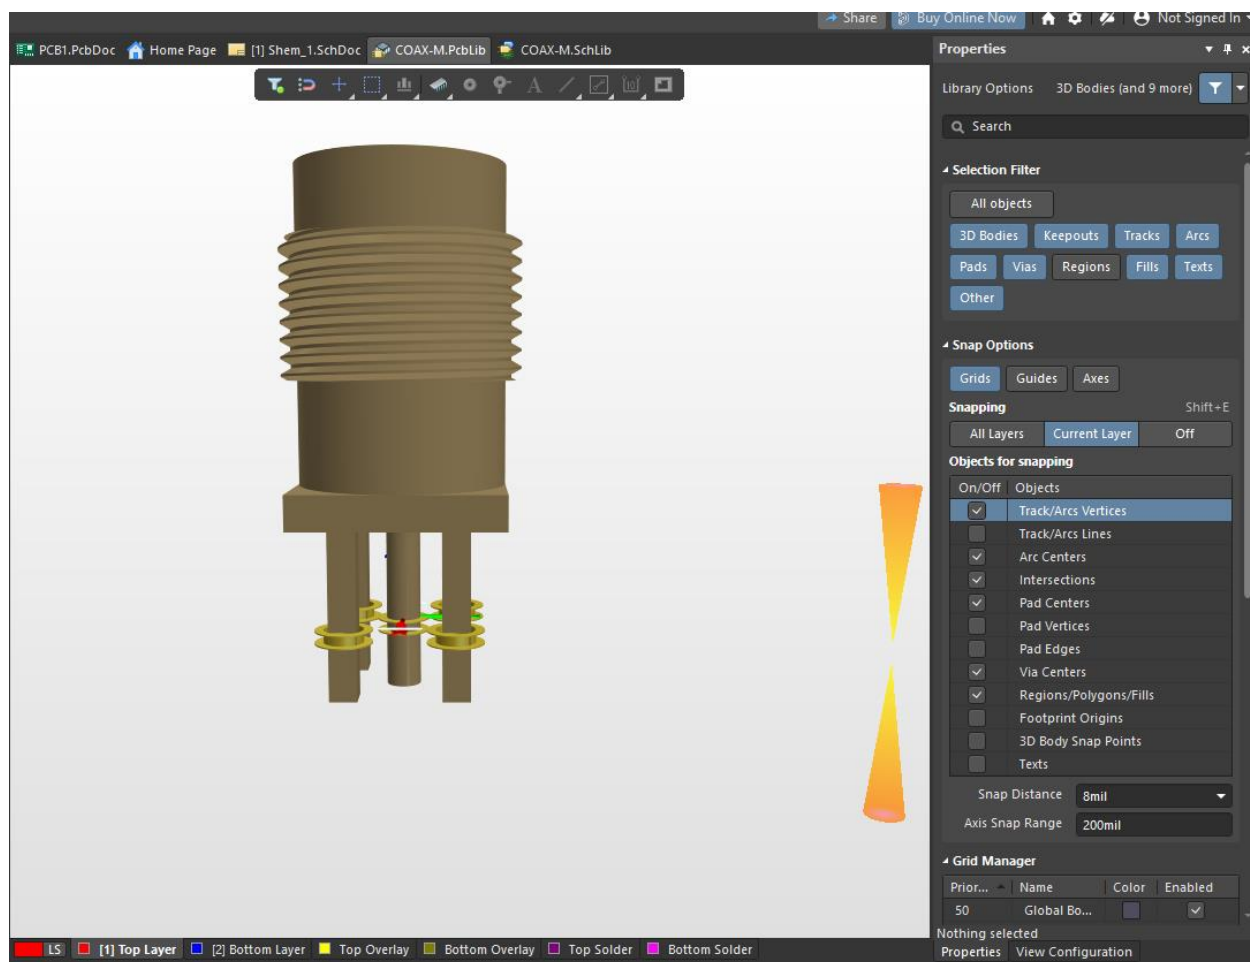 Share Buy Online Now Not Signed In
PCB1.PcbDoc Home Page [1] Shem_1.SchDoc COAX-M.PcbLib COAX-M.SchLib
Properties
Library Options 3D Bodies (and 9 more)
Search
Selection Filter
All objects
3D Bodies Keepouts Tracks Arcs
Pads Vias Regions Fills Texts
Other
Snap Options
Grids Guides Axes
Snapping Shift+E
All Layers Current Layer Off
Objects for snapping
On/Off Objects
Track/Arcs Vertices
Track/Arcs Lines
Arc Centers
Intersections
Pad Centers
Pad Vertices
Pad Edges
Via Centers
Regions/Polygons/Fills
Footprint Origins
3D Body Snap Points
Texts
Snap Distance 8mil
Axis Snap Range 200mil
Grid Manager
Prior... Name Color Enabled
50 Global Bo...
Nothing selected
LS [1] Top Layer [2] Bottom Layer Top Overlay Bottom Overlay Top Solder Bottom Solder
Properties View Configuration